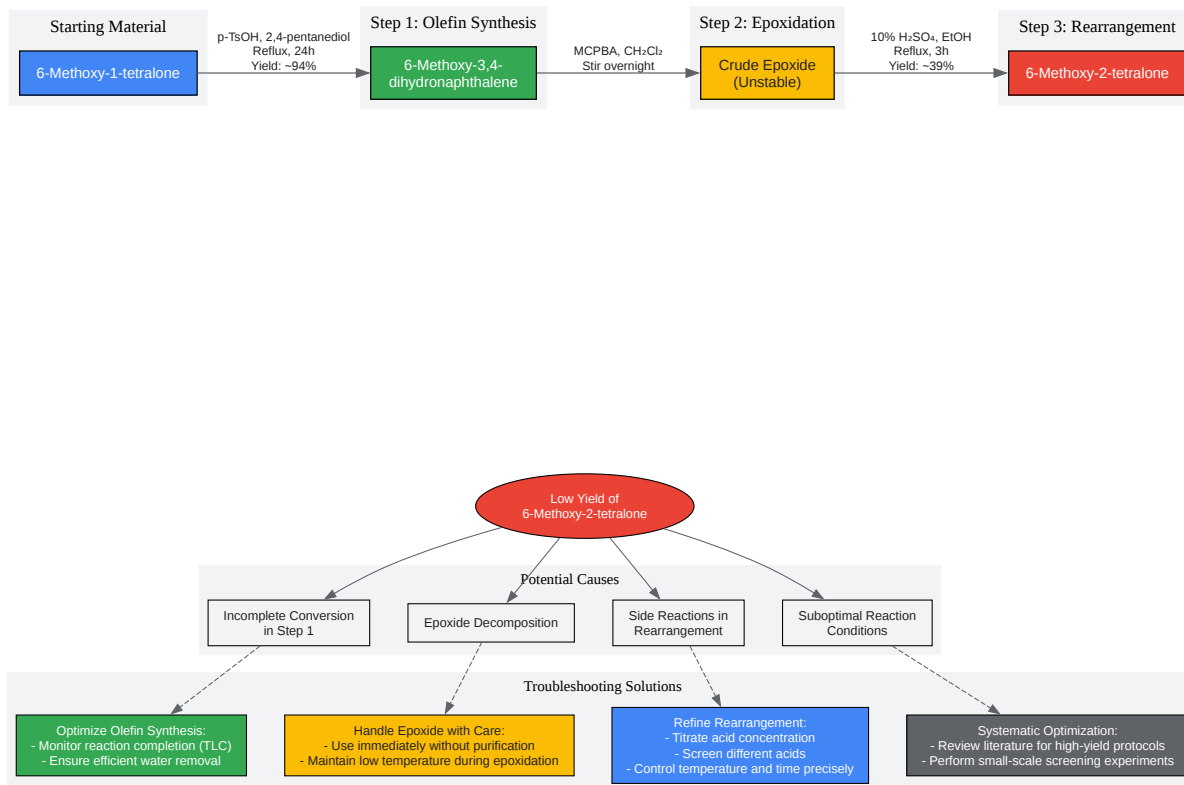 Starting Material
6-Methoxy-1-tetralone
p-TsOH, 2,4-pentanediol
Reflux, 24h
Yield: ~94%
Step 1: Olefin Synthesis
6-Methoxy-3,4-
dihydronaphthalene
MCPBA, CH₂Cl₂
Stir overnight
Step 2: Epoxidation
Crude Epoxide
(Unstable)
10% H₂SO₄, EtOH
Reflux, 3h
Yield: ~39%
Step 3: Rearrangement
6-Methoxy-2-tetralone
Low Yield of
6-Methoxy-2-tetralone
Potential Causes
Incomplete Conversion
in Step 1
Epoxide Decomposition
Side Reactions in
Rearrangement
Suboptimal Reaction
Conditions
Troubleshooting Solutions
Optimize Olefin Synthesis:
- Monitor reaction completion (TLC)
- Ensure efficient water removal
Handle Epoxide with Care:
- Use immediately without purification
- Maintain low temperature during epoxidation
Refine Rearrangement:
- Titrate acid concentration
- Screen different acids
- Control temperature and time precisely
Systematic Optimization:
- Review literature for high-yield protocols
- Perform small-scale screening experiments